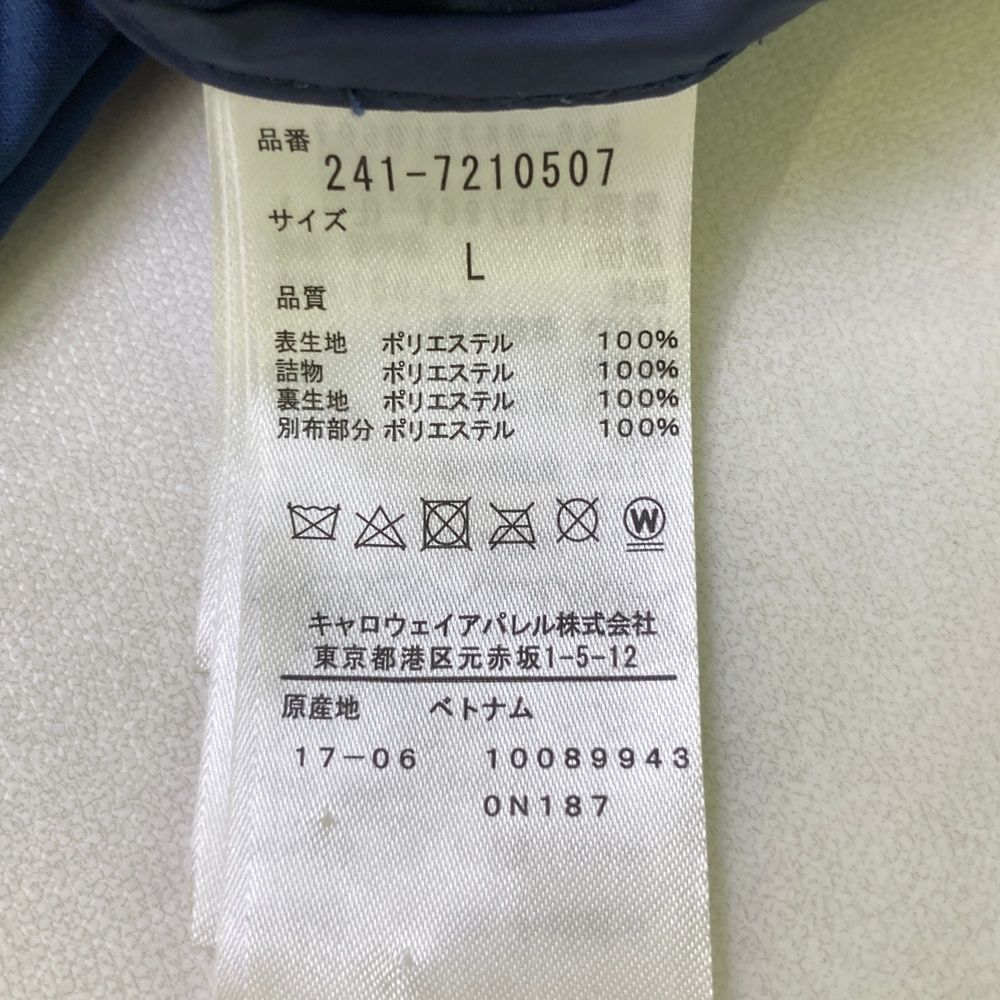 品番
241-7210507
サイズ
L
品質
表生地 ポリエステル 100%
詰物 ポリエステル 100%
裏生地 ポリエステル 100%
別布部分 ポリエステル 100%
W
キャロウェイアパレル株式会社
東京都港区元赤坂1-5-12
原産地 ベトナム
17-06 10089943
0N187